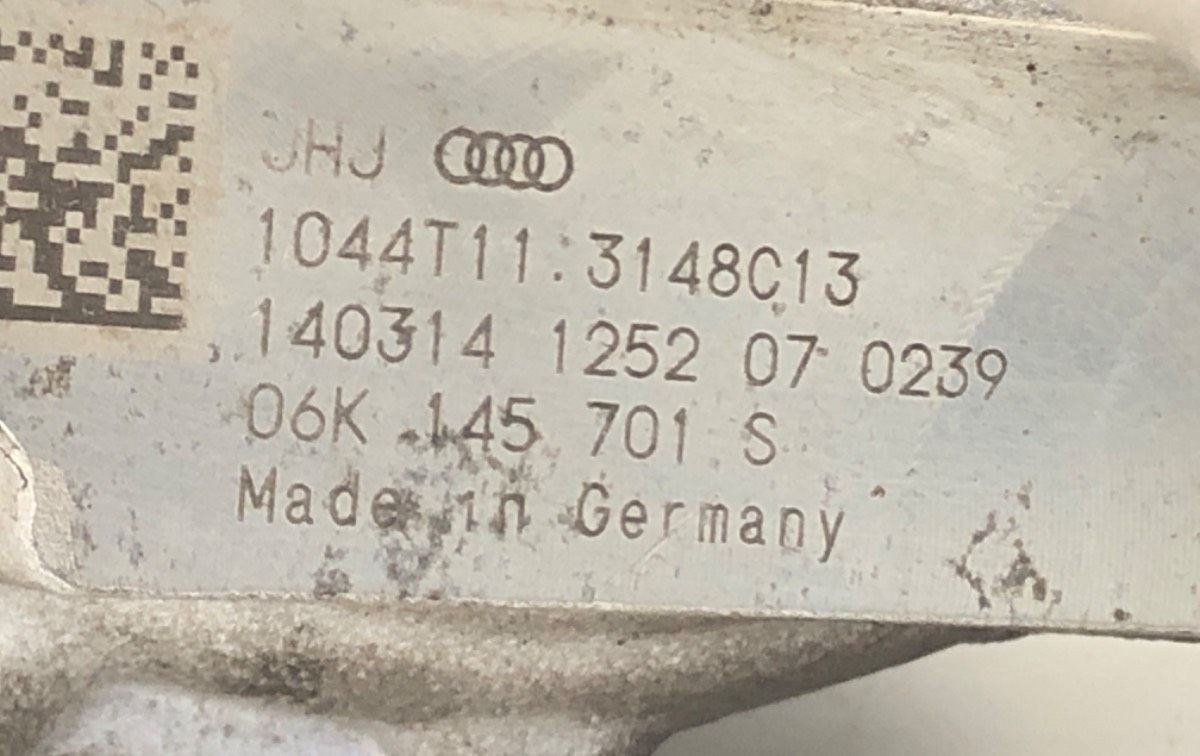 JHJ
1044T11.3148C13
140314 1252 07 0239
06K 145 701 S
Made in Germany